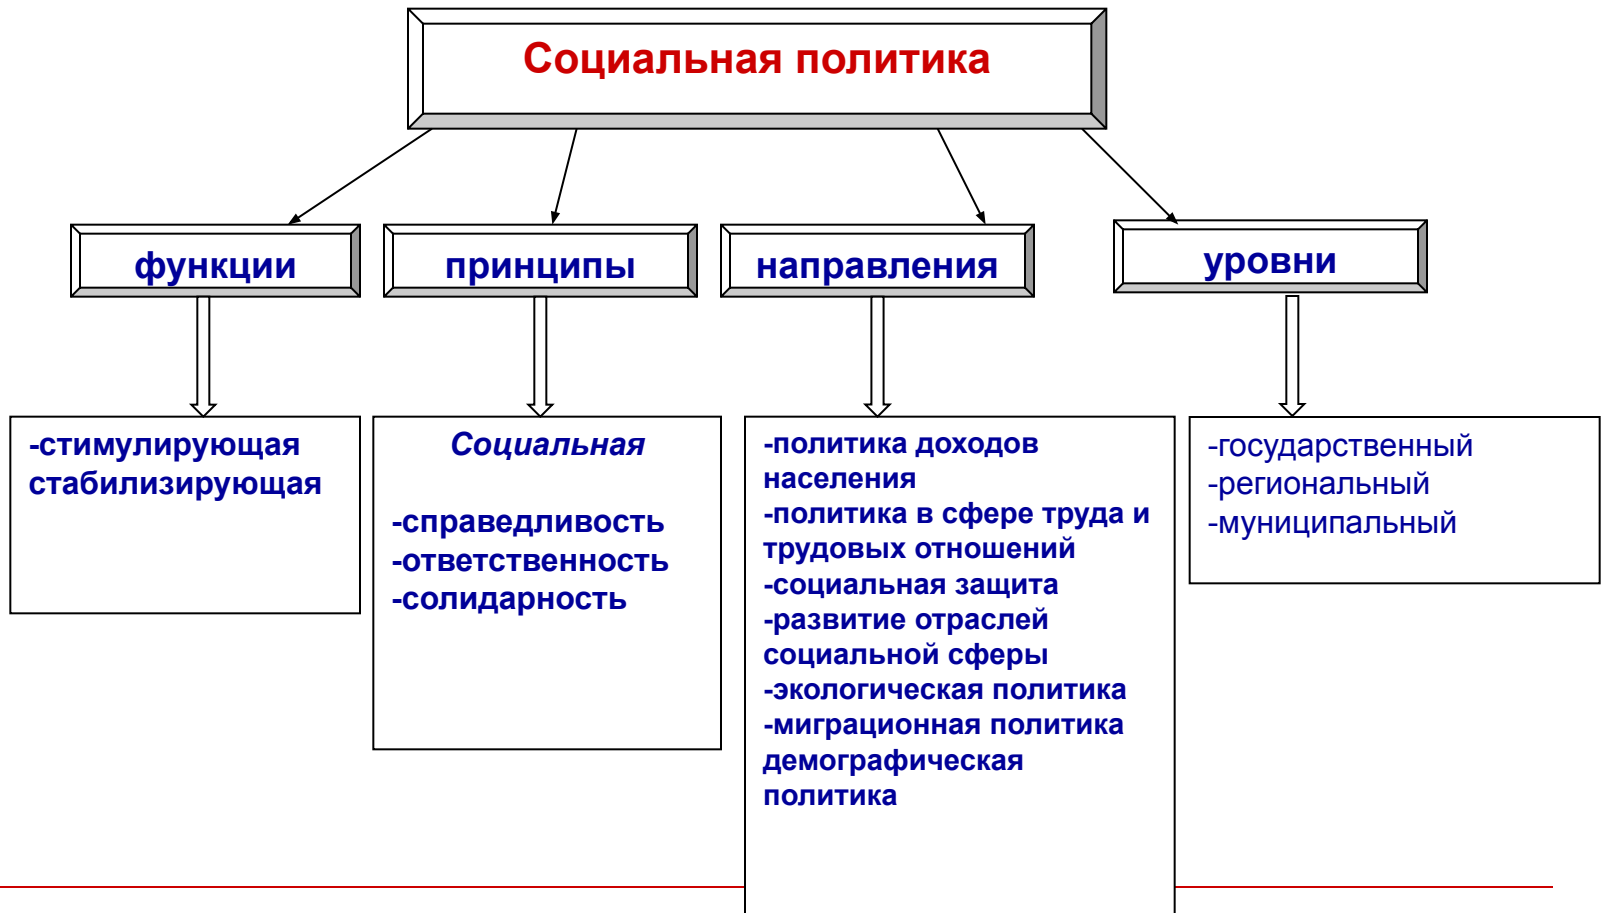 Социальная политика
функции
принципы
направления
уровни
-стимулирующая
стабилизирующая
Социальная
-справедливость
-ответственность
-солидарность
-политика доходов
населения
-политика в сфере труда и
трудовых отношений
-социальная защита
-развитие отраслей
социальной сферы
-экологическая политика
-миграционная политика
демографическая
политика
-государственный
-региональный
-муниципальный